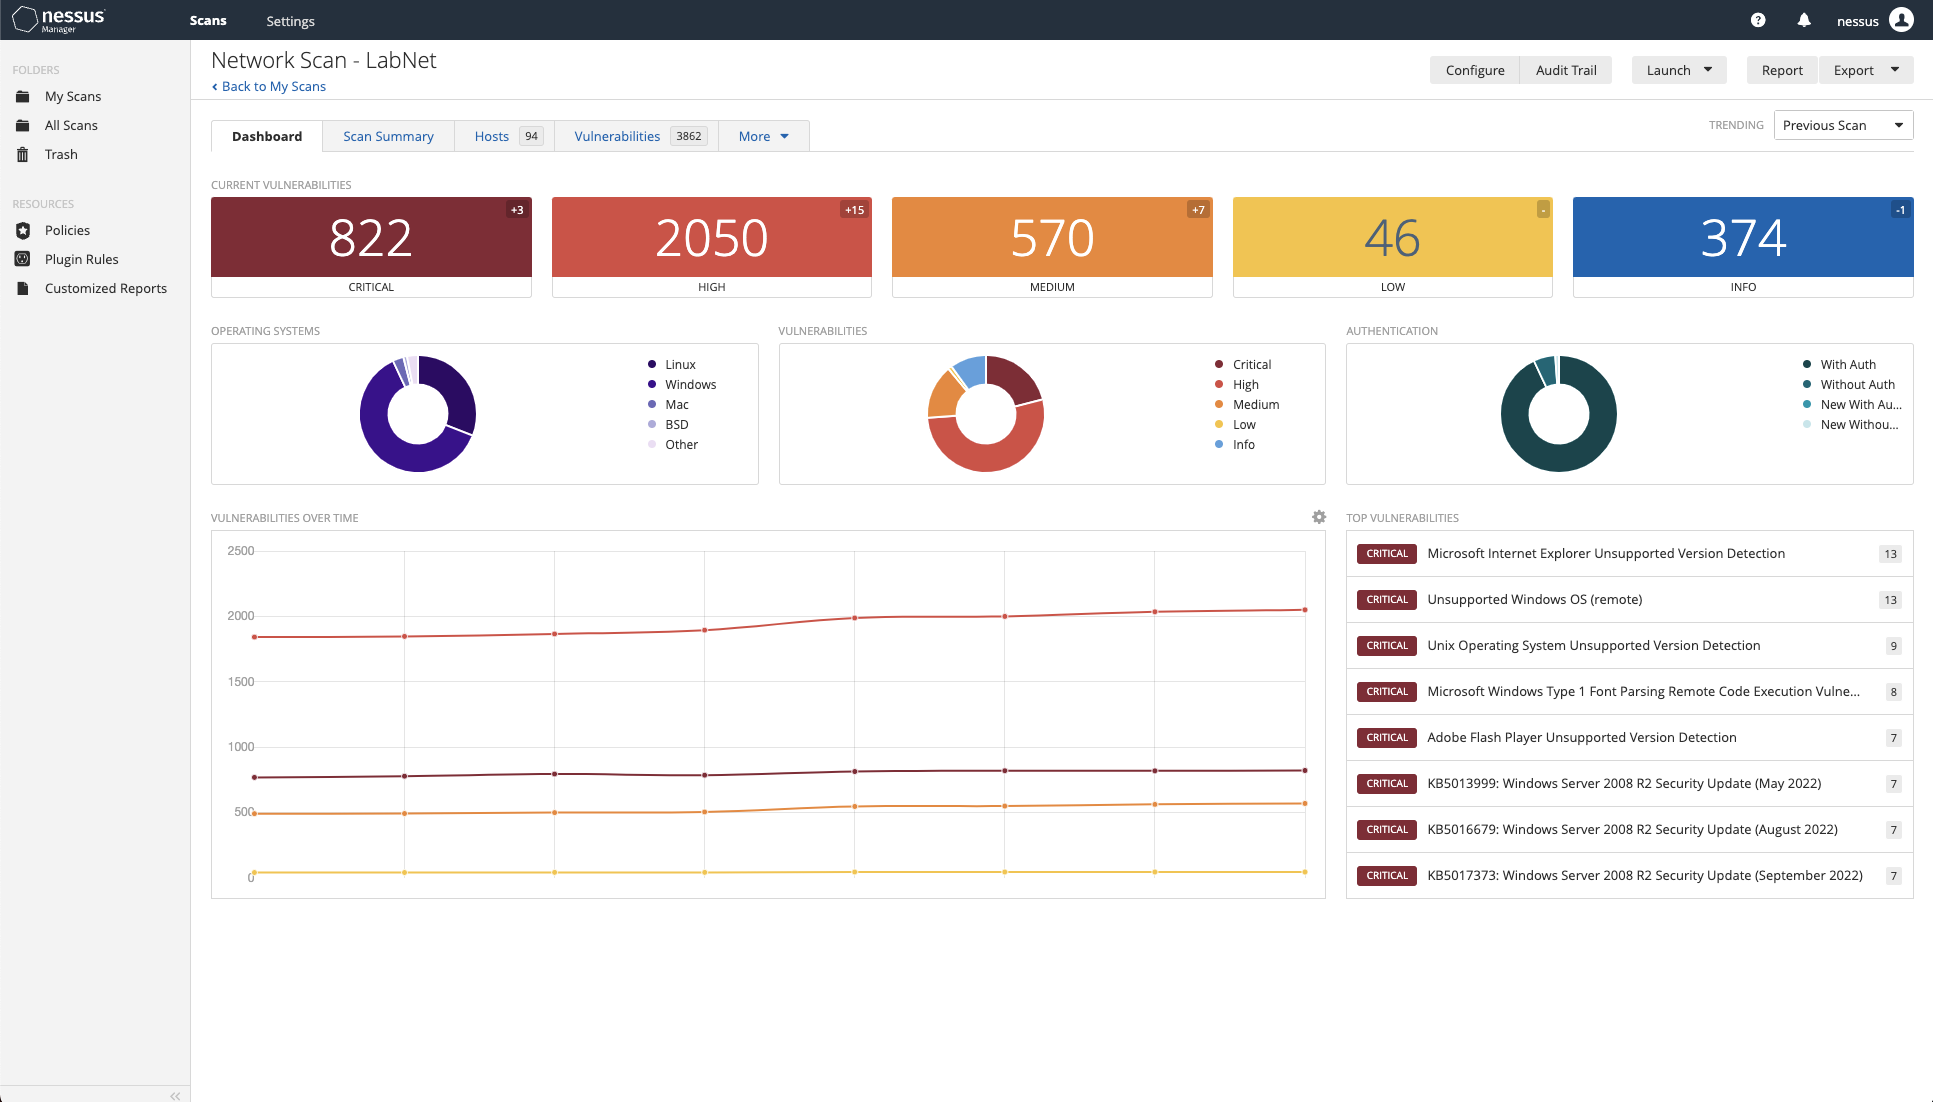 nessus
Manager
Scans
Settings
nessus
FOLDERS
My Scans
All Scans
Trash
RESOURCES
Policies
Plugin Rules
Customized Reports
Network Scan - LabNet
Back to My Scans
Configure
Audit Trail
Launch
Report
Export
Dashboard
Scan Summary
Hosts 94
Vulnerabilities 3862
More
TRENDING
Previous Scan
CURRENT VULNERABILITIES
+3
822
CRITICAL
+15
2050
HIGH
+7
570
MEDIUM
-
46
LOW
-1
374
INFO
OPERATING SYSTEMS
Linux
Windows
Mac
BSD
Other
VULNERABILITIES
Critical
High
Medium
Low
Info
AUTHENTICATION
With Auth
Without Auth
New With Au...
New Withou...
VULNERABILITIES OVER TIME
2500
2000
1500
1000
500
0
TOP VULNERABILITIES
CRITICAL Microsoft Internet Explorer Unsupported Version Detection 13
CRITICAL Unsupported Windows OS (remote) 13
CRITICAL Unix Operating System Unsupported Version Detection 9
CRITICAL Microsoft Windows Type 1 Font Parsing Remote Code Execution Vulne... 8
CRITICAL Adobe Flash Player Unsupported Version Detection 7
CRITICAL KB5013999: Windows Server 2008 R2 Security Update (May 2022) 7
CRITICAL KB5016679: Windows Server 2008 R2 Security Update (August 2022) 7
CRITICAL KB5017373: Windows Server 2008 R2 Security Update (September 2022) 7